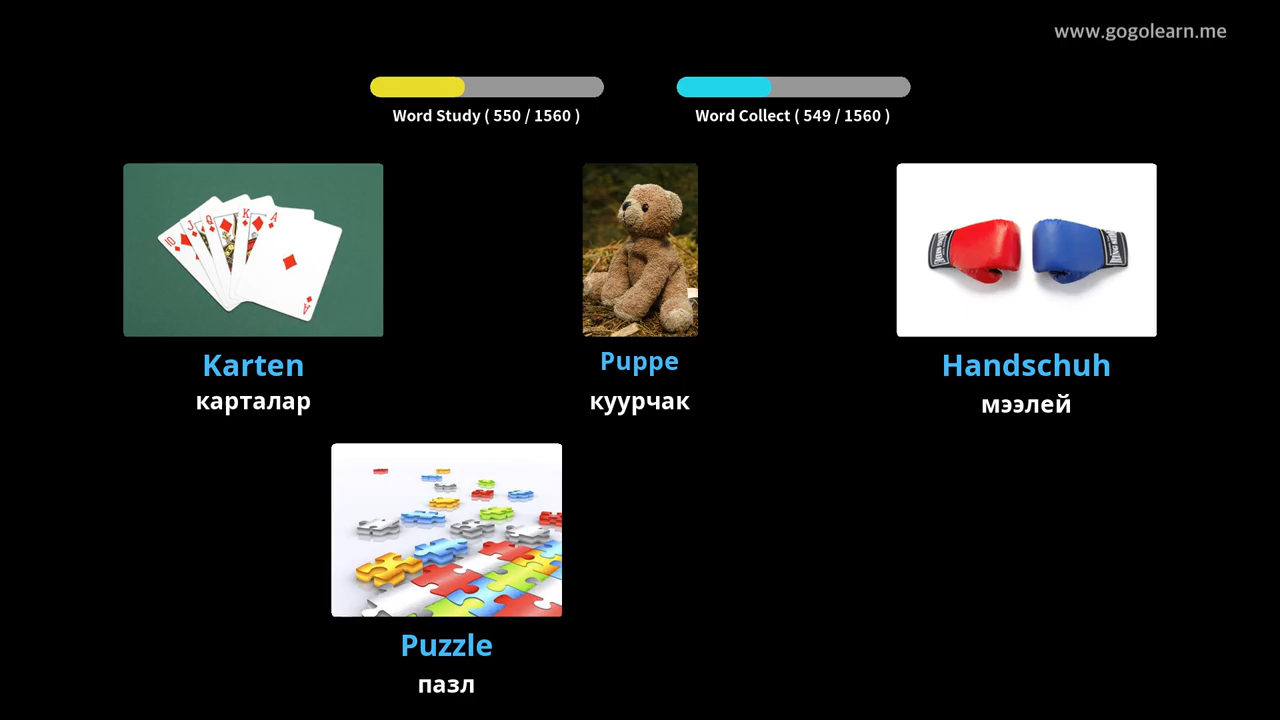 www.gogolearn.me
Word Study ( 550 / 1560 )
Word Collect ( 549 / 1560 )
Karten
карталар
Puppe
куурчак
Handschuh
мээлей
Puzzle
пазл